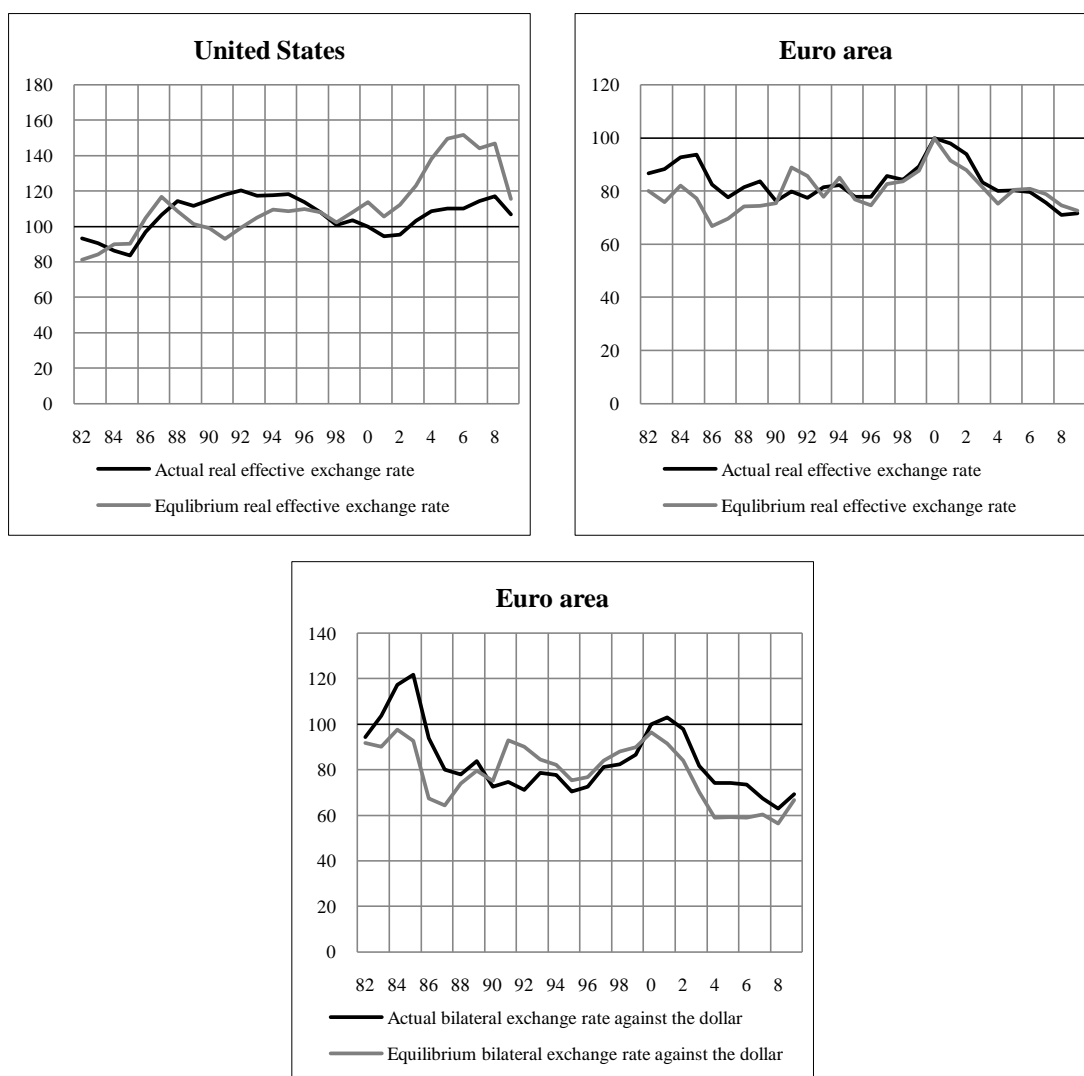 United States
180
160
140
120
100
80
60
40
20
0
82 84 86 88 90 92 94 96 98 0 2 4 6 8
Actual real effective exchange rate
Equlibrium real effective exchange rate
Euro area
120
100
80
60
40
20
0
82 84 86 88 90 92 94 96 98 0 2 4 6 8
Actual real effective exchange rate
Equlibrium real effective exchange rate
Euro area
140
120
100
80
60
40
20
0
82 84 86 88 90 92 94 96 98 0 2 4 6 8
Actual bilateral exchange rate against the dollar
Equilibrium bilateral exchange rate against the dollar